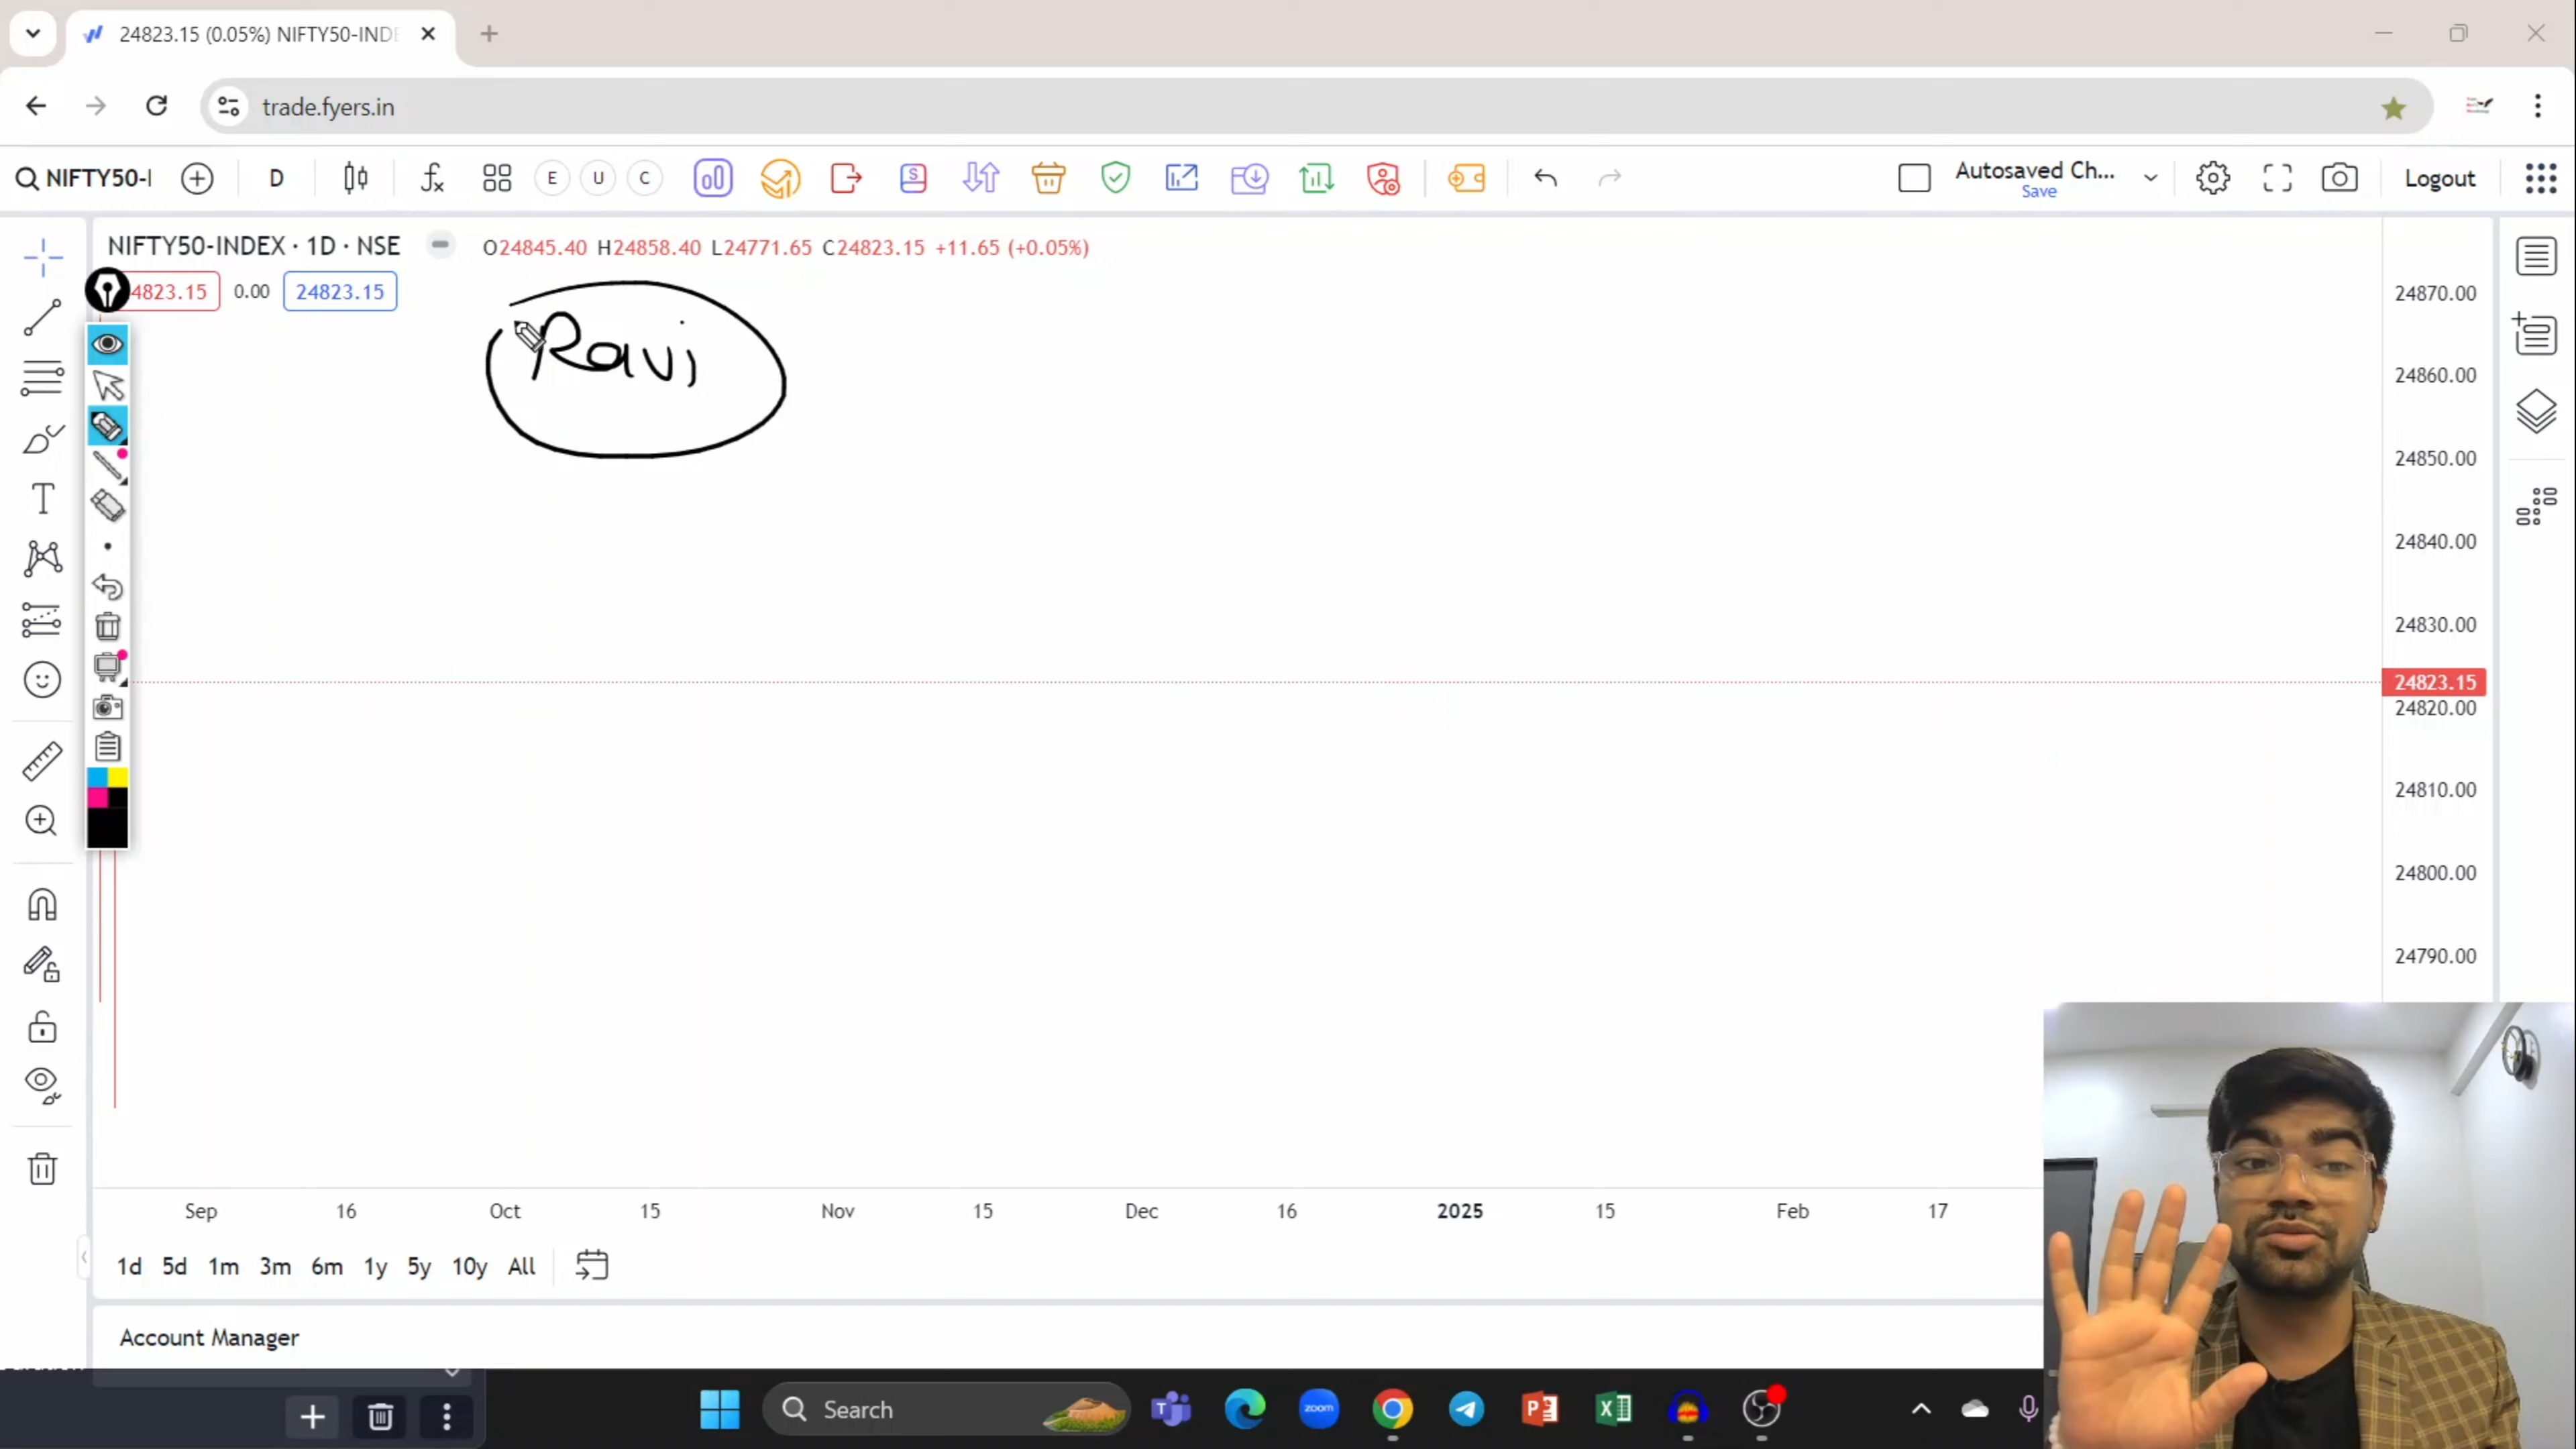 24823.15 (0.05%) NIFTY50-INDE
trade.fyers.in
NIFTY50-I D E U C S Autosaved Ch... Logout
Save
NIFTY50-INDEX · 1D · NSE O24845.40 H24858.40 L24771.65 C24823.15 +11.65 (+0.05%)
4823.15 0.00 24823.15
24870.00
Ravi
24860.00
24850.00
24840.00
24830.00
24823.15
24820.00
24810.00
24800.00
24790.00
Sep 16 Oct 15 Nov 15 Dec 16 2025 15 Feb 17
1d 5d 1m 3m 6m 1y 5y 10y All
Account Manager
Search
zoom